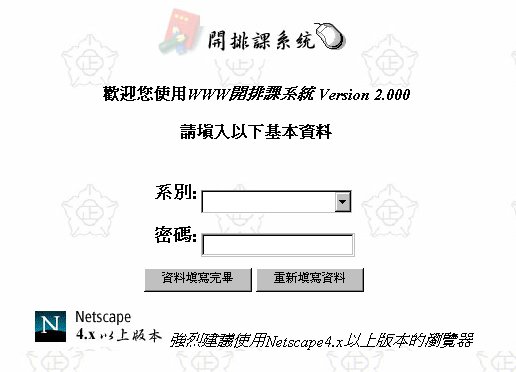 開排課系統
歡迎您使用WWW開排課系統 Version 2.000
請填入以下基本資料
系別:
密碼:
資料填寫完畢 重新填寫資料
N Netscape
4.x 以上版本 強烈建議使用Netscape4.x以上版本的瀏覽器